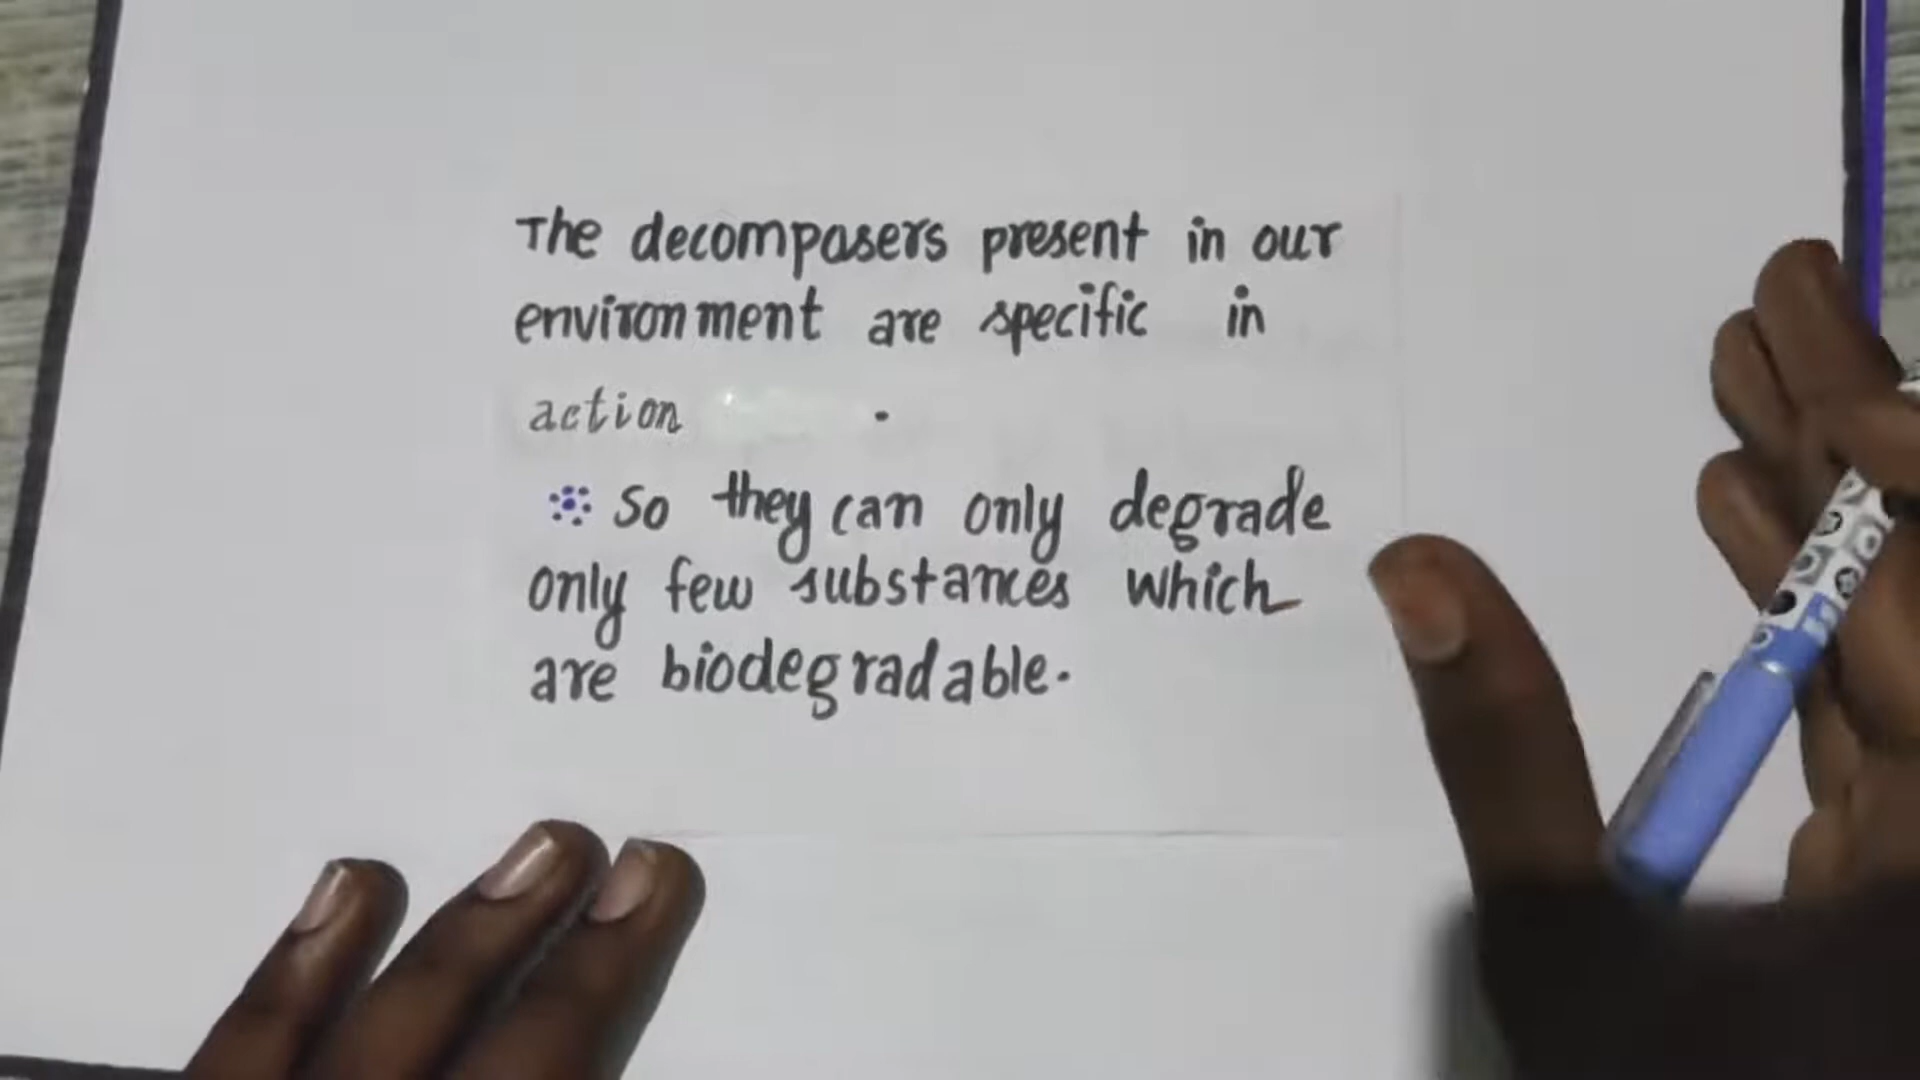 The decomposers present in our
environment are specific in
action .
So they can only degrade
only few substances which
are biodegradable.